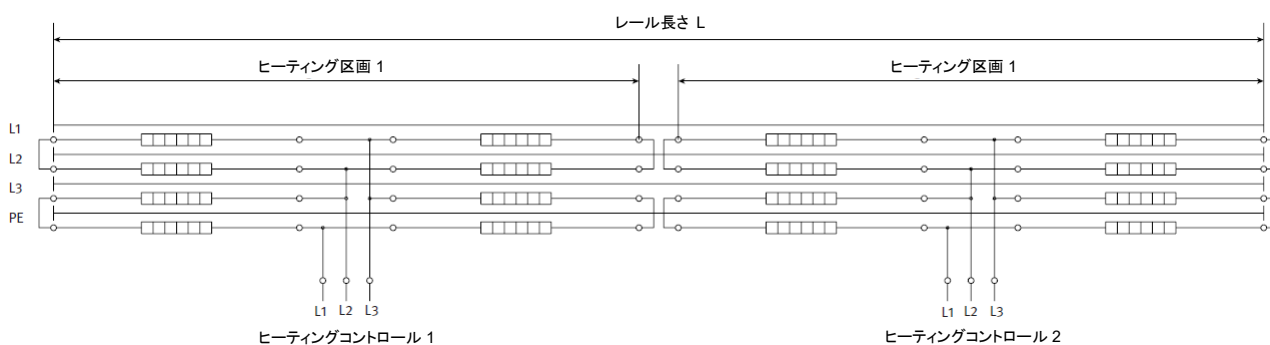 レール長さ L
ヒーティング区画 1
ヒーティング区画 1
L1
L2
L3
PE
L1 L2 L3
L1 L2 L3
ヒーティングコントロール 1
ヒーティングコントロール 2